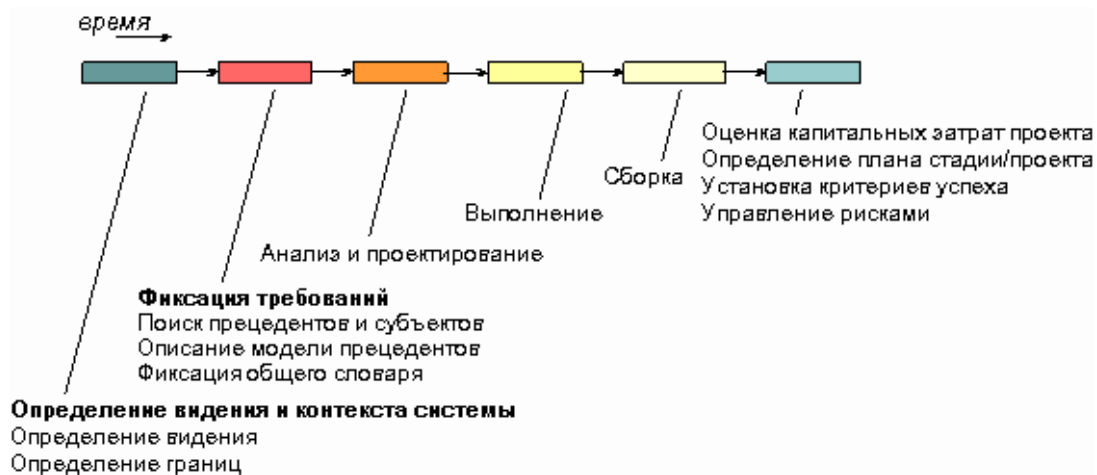 время
Оценка капитальных затрат проекта
Определение плана стадии/проекта
Установка критериев успеха
Управление рисками
Сборка
Выполнение
Анализ и проектирование
Фиксация требований
Поиск прецедентов и субъектов
Описание модели прецедентов
Фиксация общего словаря
Определение видения и контекста системы
Определение видения
Определение границ